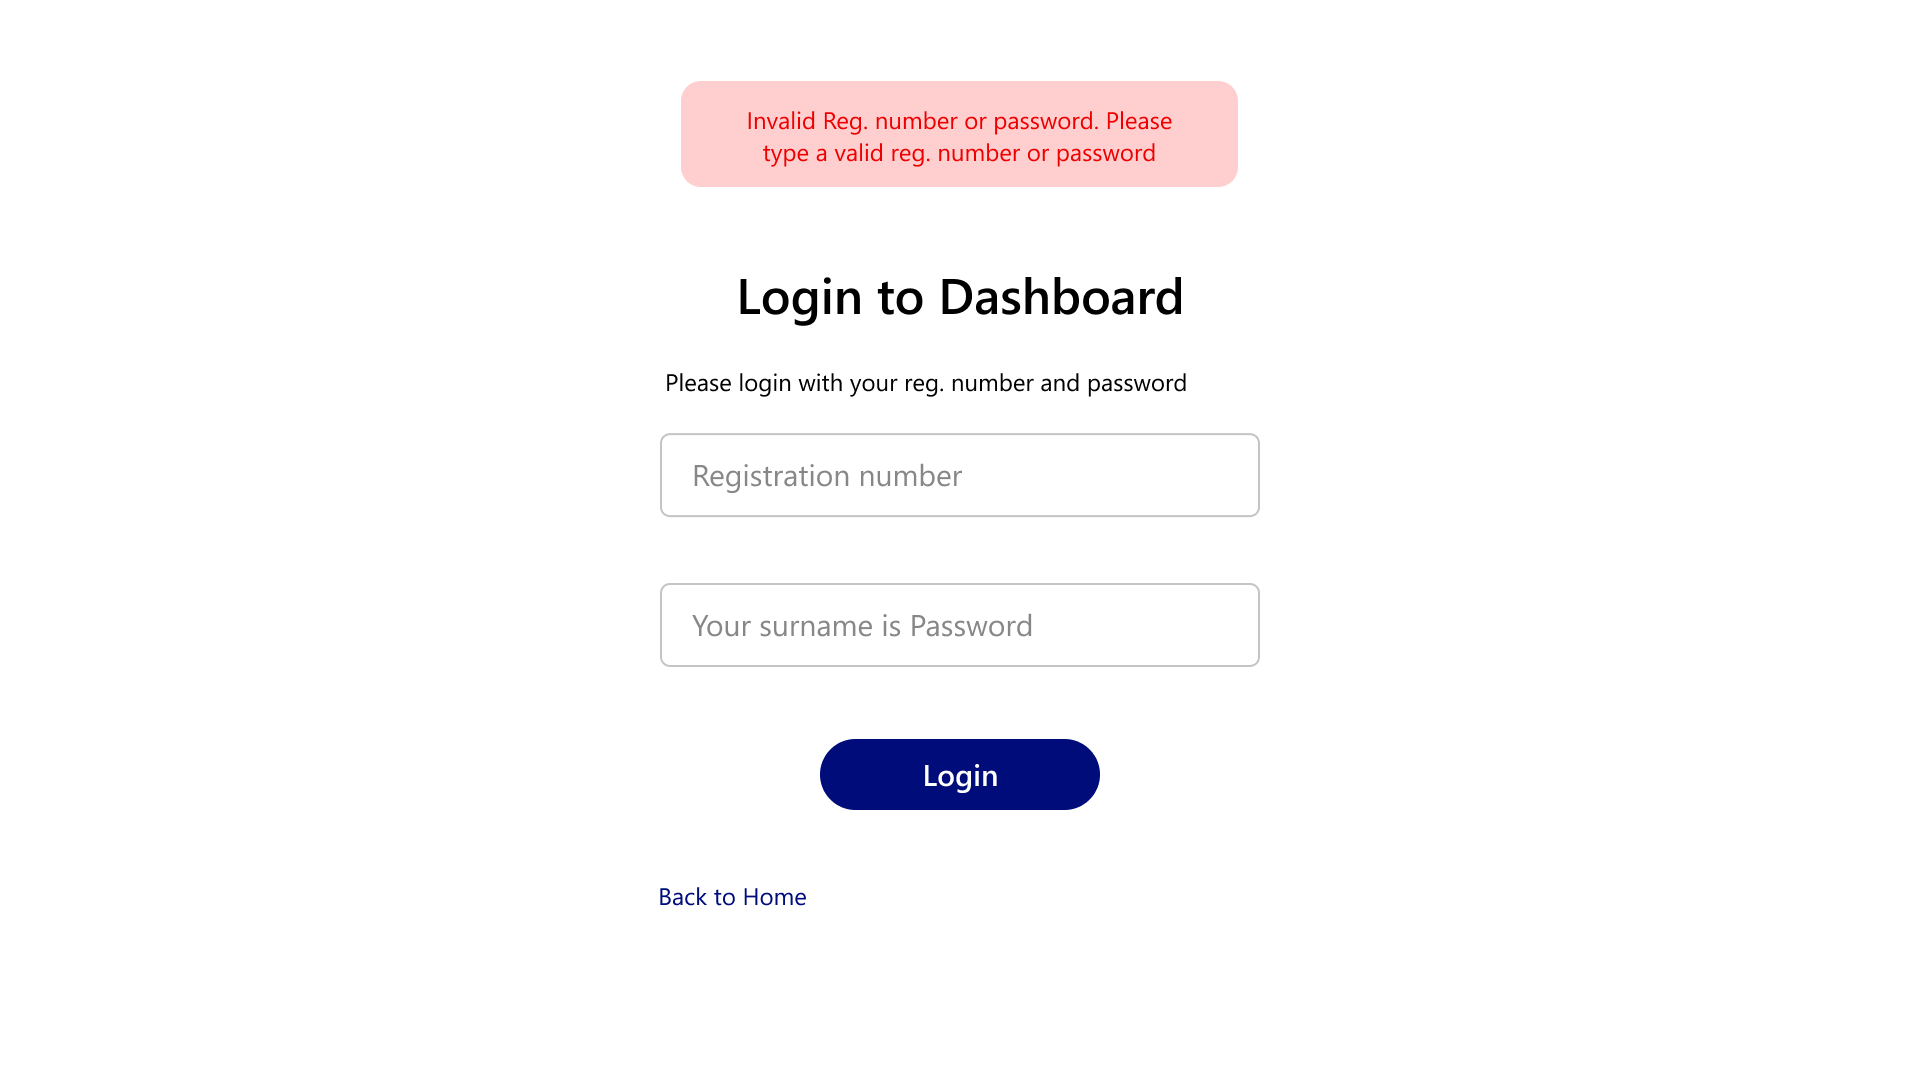 Invalid Reg. number or password. Please
type a valid reg. number or password
Login to Dashboard
Please login with your reg. number and password
Registration number
Your surname is Password
Login
Back to Home